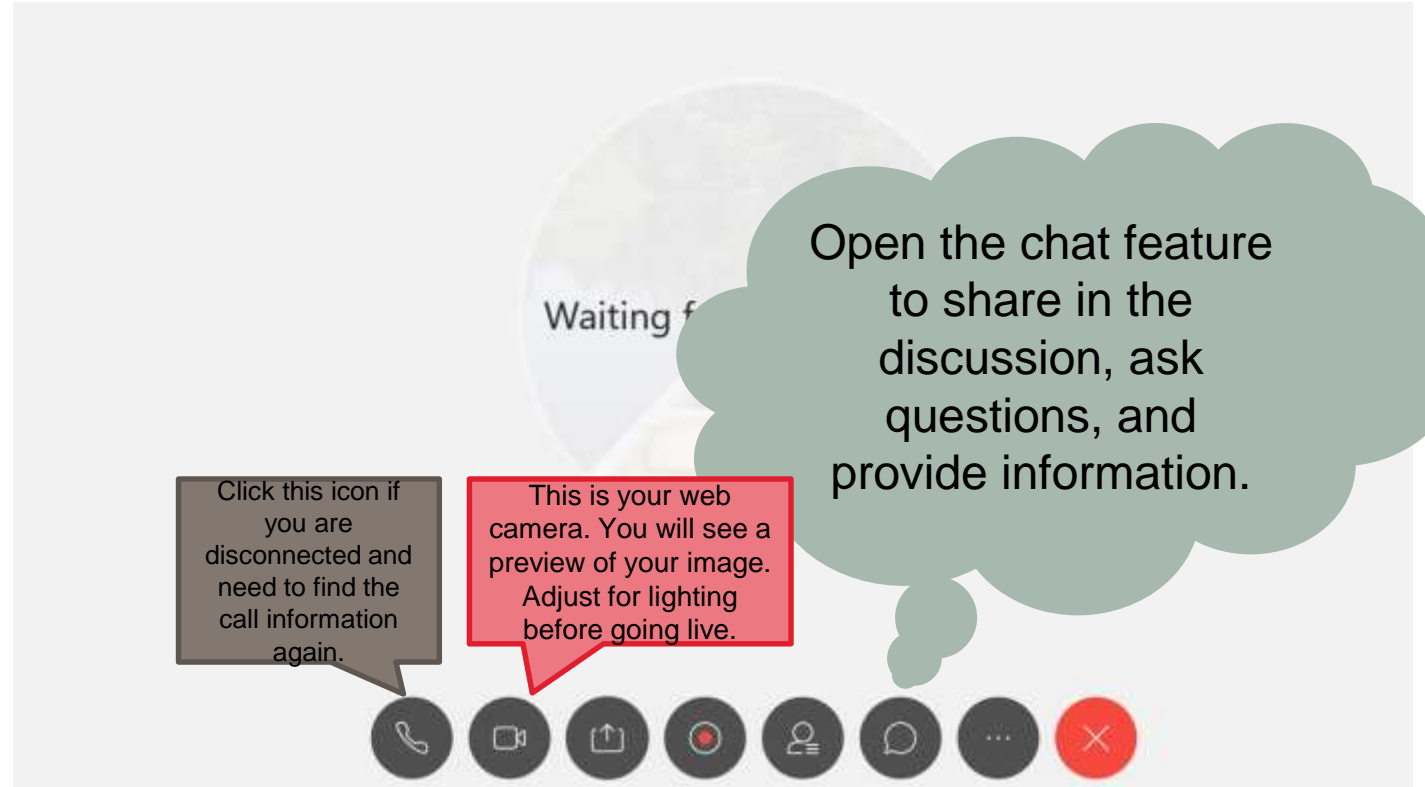 Open the chat feature
to share in the
discussion, ask
questions, and
provide information.
Waiting
Click this icon if
you are
disconnected and
need to find the
call information
again.
This is your web
camera. You will see a
preview of your image.
Adjust for lighting
before going live.